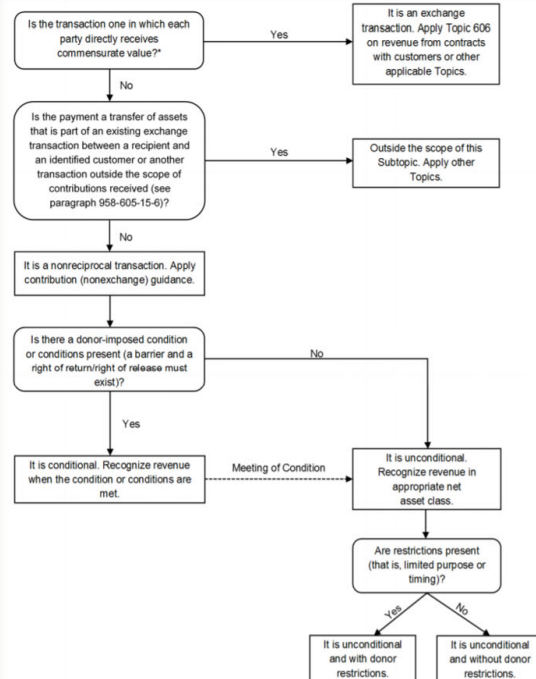 Is the transaction one in which each
party directly receives
commensurate value?*
Yes
It is an exchange
transaction. Apply Topic 606
on revenue from contracts
with customers or other
applicable Topics.
No
Is the payment a transfer of assets
that is part of an existing exchange
transaction between a recipient and
an identified customer or another
transaction outside the scope of
contributions received (see
paragraph 958-605-15-6)?
Yes
Outside the scope of this
Subtopic. Apply other
Topics.
No
It is a nonreciprocal transaction. Apply
contribution (nonexchange) guidance.
Is there a donor-imposed condition
or conditions present (a barrier and a
right of return/right of release must
exist)?
No
Yes
It is conditional. Recognize revenue
when the condition or conditions are
met.
Meeting of Condition
It is unconditional.
Recognize revenue in
appropriate net
asset class.
Are restrictions present
(that is, limited purpose or
timing)?
Yes
No
It is unconditional
and with donor
restrictions.
It is unconditional
and without donor
restrictions.